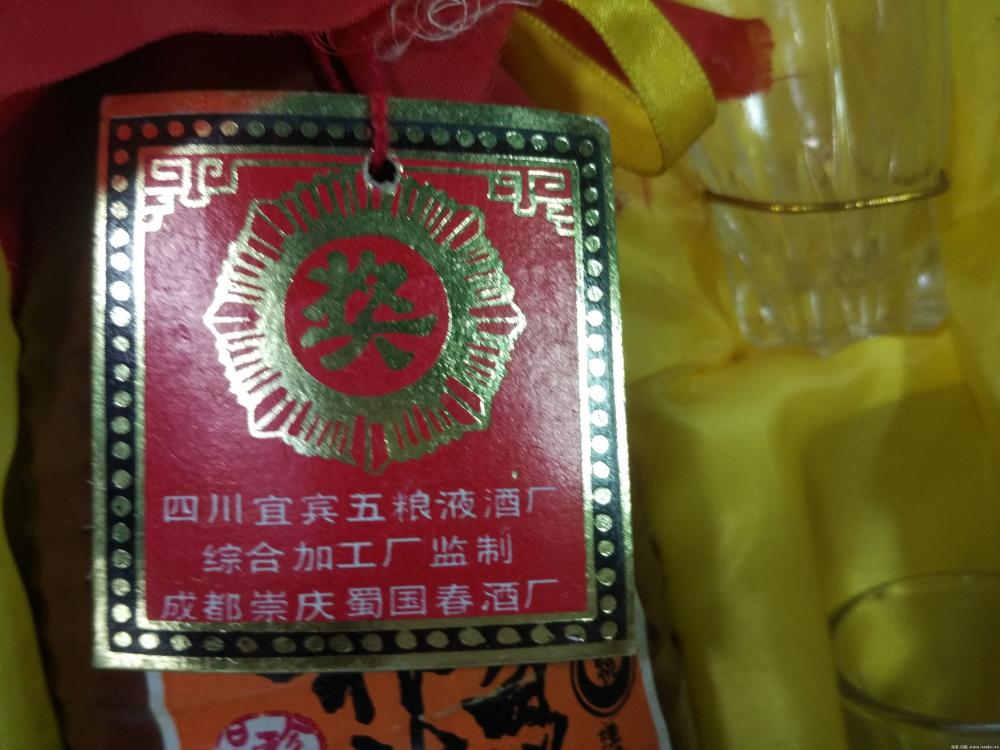 奖
四川宜宾五粮液酒厂
综合加工厂监制
成都崇庆蜀国春酒厂